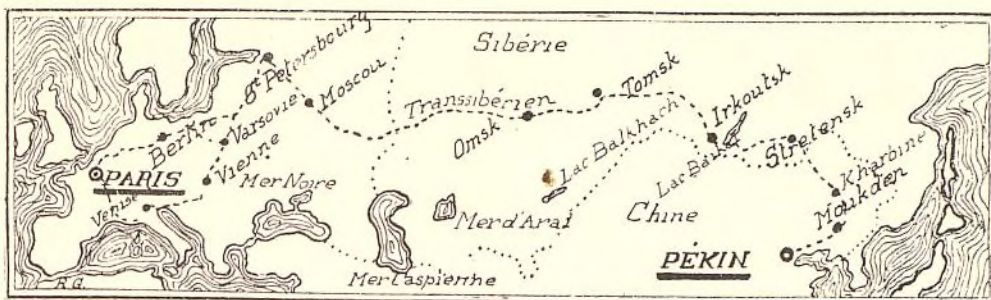 Sibérie
St Petersbourg
Moscou
Transsibérien
Omsk
Tomsk
Irkoutsk
Berlin
Varsovie
Vienne
PARIS
Venise
Mer Noire
Mer Caspienne
Mer d'Aral
Lac Balkhach
Lac Baïkal
Stretensk
Kharbine
Moukden
Chine
PÉKIN
R.G.